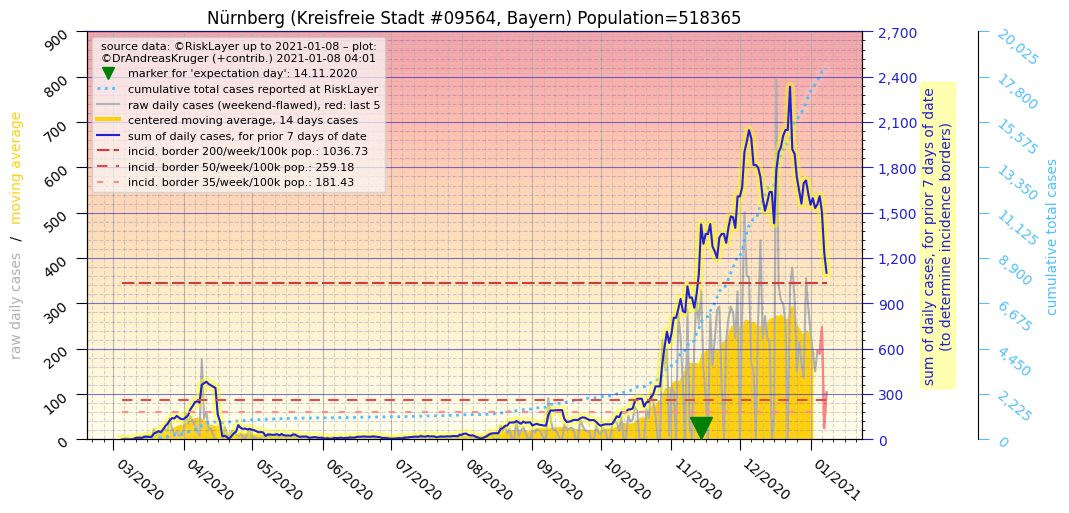 Nürnberg (Kreisfreie Stadt #09564, Bayern) Population=518365
source data: ©RiskLayer up to 2021-01-08 – plot:
©DrAndreasKruger (+contrib.) 2021-01-08 04:01
marker for 'expectation day': 14.11.2020
cumulative total cases reported at RiskLayer
raw daily cases (weekend-flawed), red: last 5
centered moving average, 14 days cases
sum of daily cases, for prior 7 days of date
incid. border 200/week/100k pop.: 1036.73
incid. border 50/week/100k pop.: 259.18
incid. border 35/week/100k pop.: 181.43
raw daily cases / moving average
900
800
700
600
500
400
300
200
100
0
03/2020
04/2020
05/2020
06/2020
07/2020
08/2020
09/2020
10/2020
11/2020
12/2020
01/2021
2,700
2,400
2,100
1,800
1,500
1,200
900
600
300
0
sum of daily cases, for prior 7 days of date
(to determine incidence borders)
20,025
17,800
15,575
13,350
11,125
8,900
6,675
4,450
2,225
0
cumulative total cases